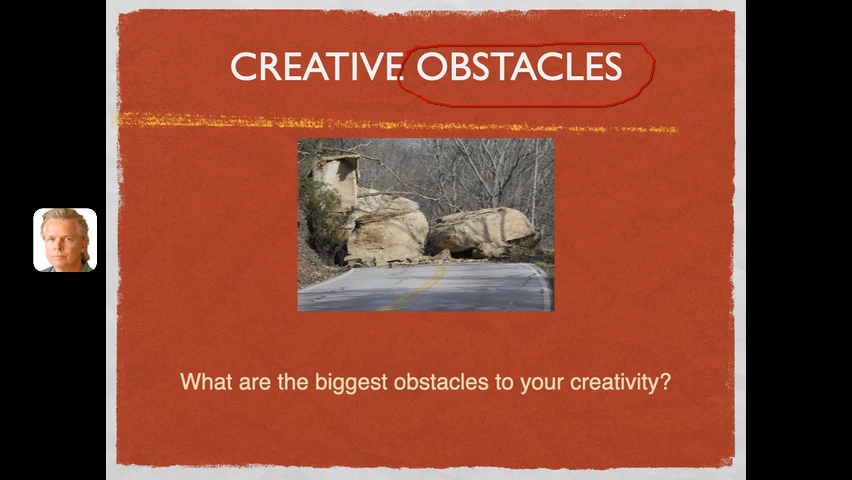 CREATIVE OBSTACLES
What are the biggest obstacles to your creativity?